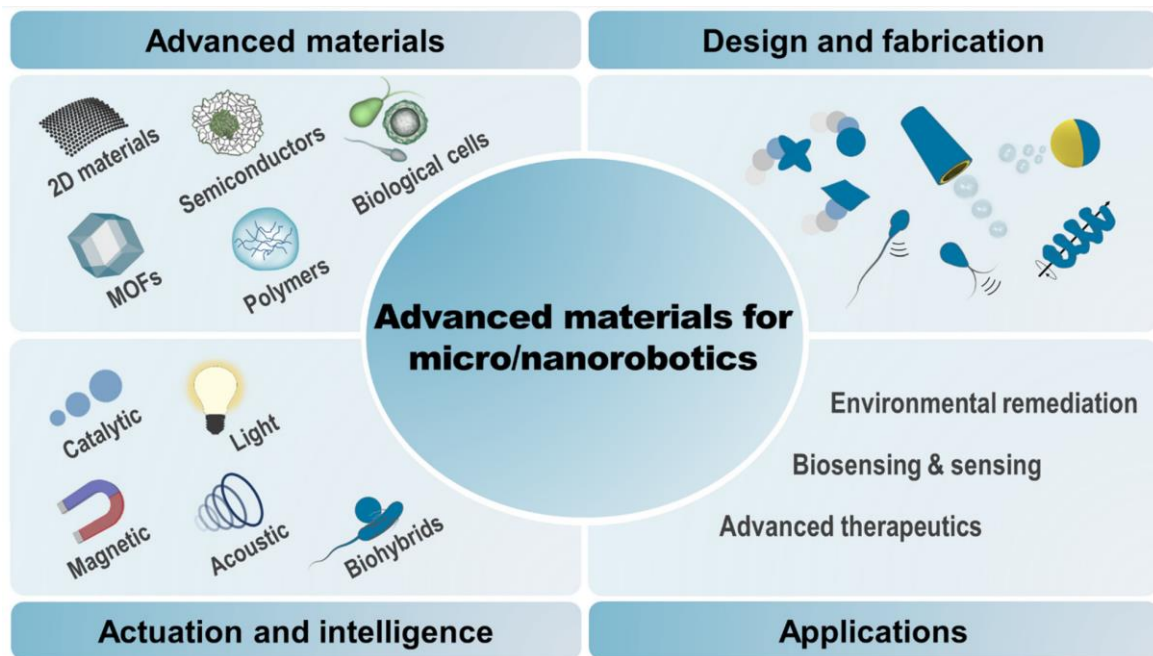 Advanced materials
Design and fabrication
2D materials
Semiconductors
Biological cells
MOFs
Polymers
Advanced materials for
micro/nanorobotics
Catalytic
Light
Magnetic
Acoustic
Biohybrids
Environmental remediation
Biosensing & sensing
Advanced therapeutics
Actuation and intelligence
Applications